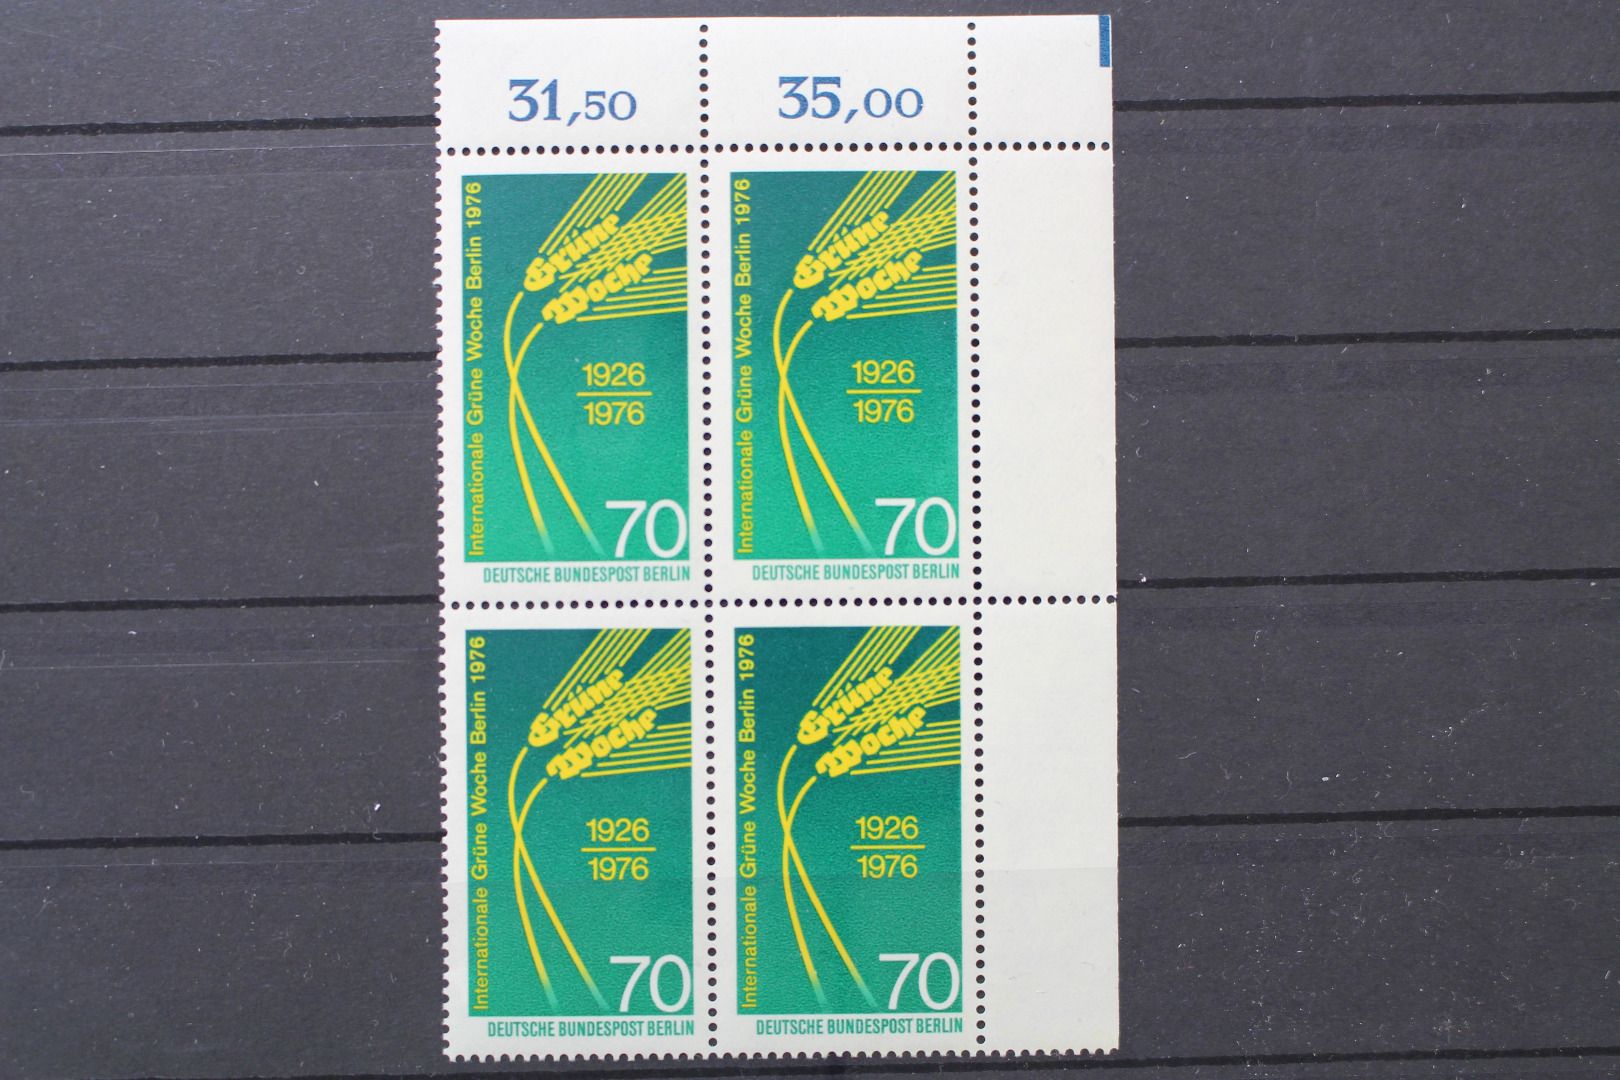 31,50
35,00
Internationale Grüne Woche Berlin 1976
Grüne
Woche
1926
1976
70
DEUTSCHE BUNDESPOST BERLIN
Internationale Grüne Woche Berlin 1976
Grüne
Woche
1926
1976
70
DEUTSCHE BUNDESPOST BERLIN
Internationale Grüne Woche Berlin 1976
Grüne
Woche
1926
1976
70
DEUTSCHE BUNDESPOST BERLIN
Internationale Grüne Woche Berlin 1976
Grüne
Woche
1926
1976
70
DEUTSCHE BUNDESPOST BERLIN